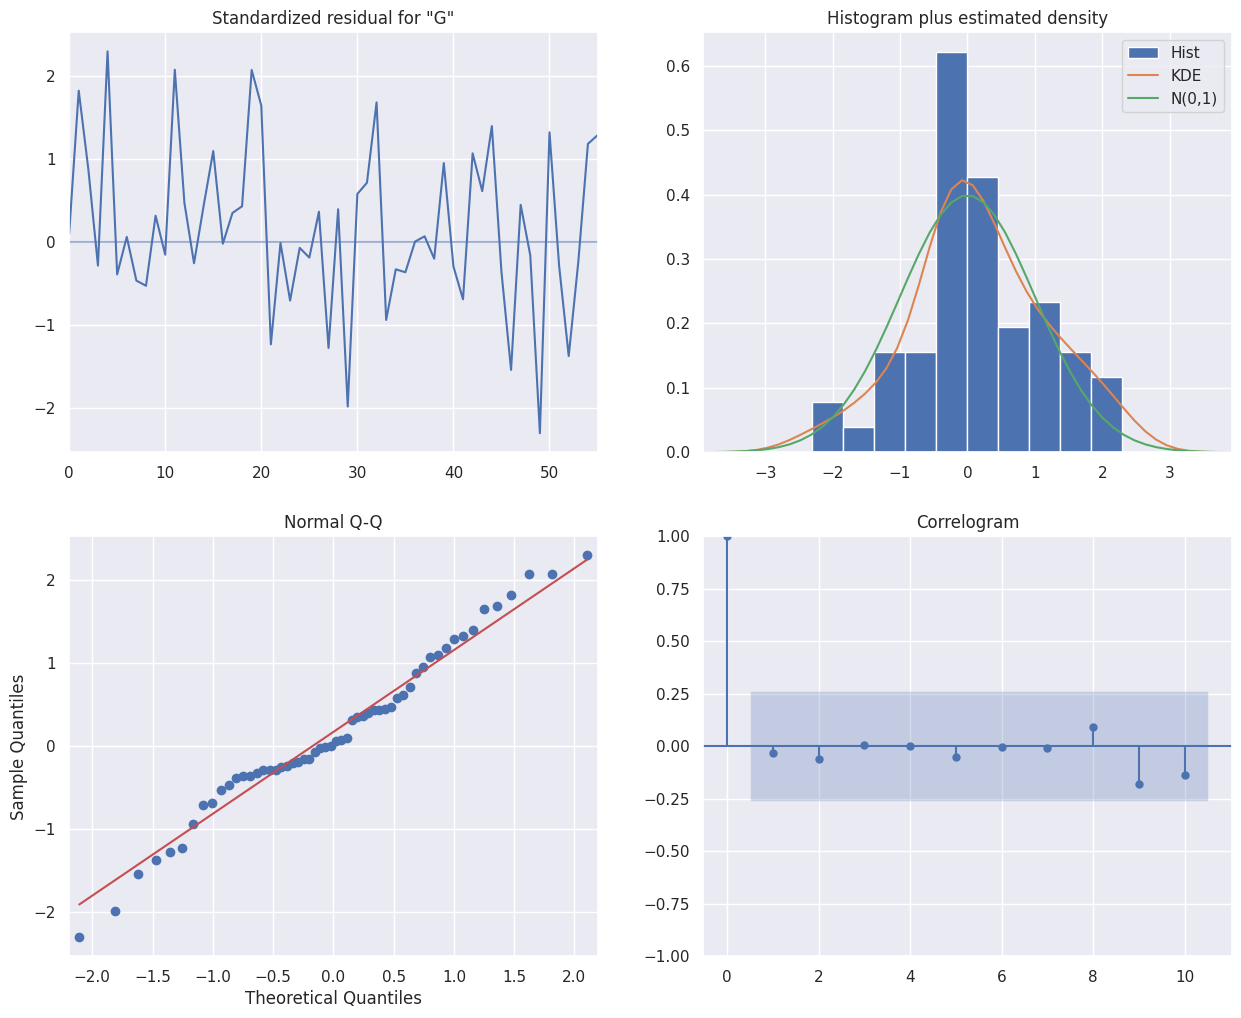 Standardized residual for "G"
2
1
0
−1
−2
0 10 20 30 40 50
Histogram plus estimated density
Hist
KDE
N(0,1)
0.6
0.5
0.4
0.3
0.2
0.1
0.0
−3 −2 −1 0 1 2 3
Normal Q-Q
Sample Quantiles
2
1
0
−1
−2
−2.0 −1.5 −1.0 −0.5 0.0 0.5 1.0 1.5 2.0
Theoretical Quantiles
Correlogram
1.00
0.75
0.50
0.25
0.00
−0.25
−0.50
−0.75
−1.00
0 2 4 6 8 10